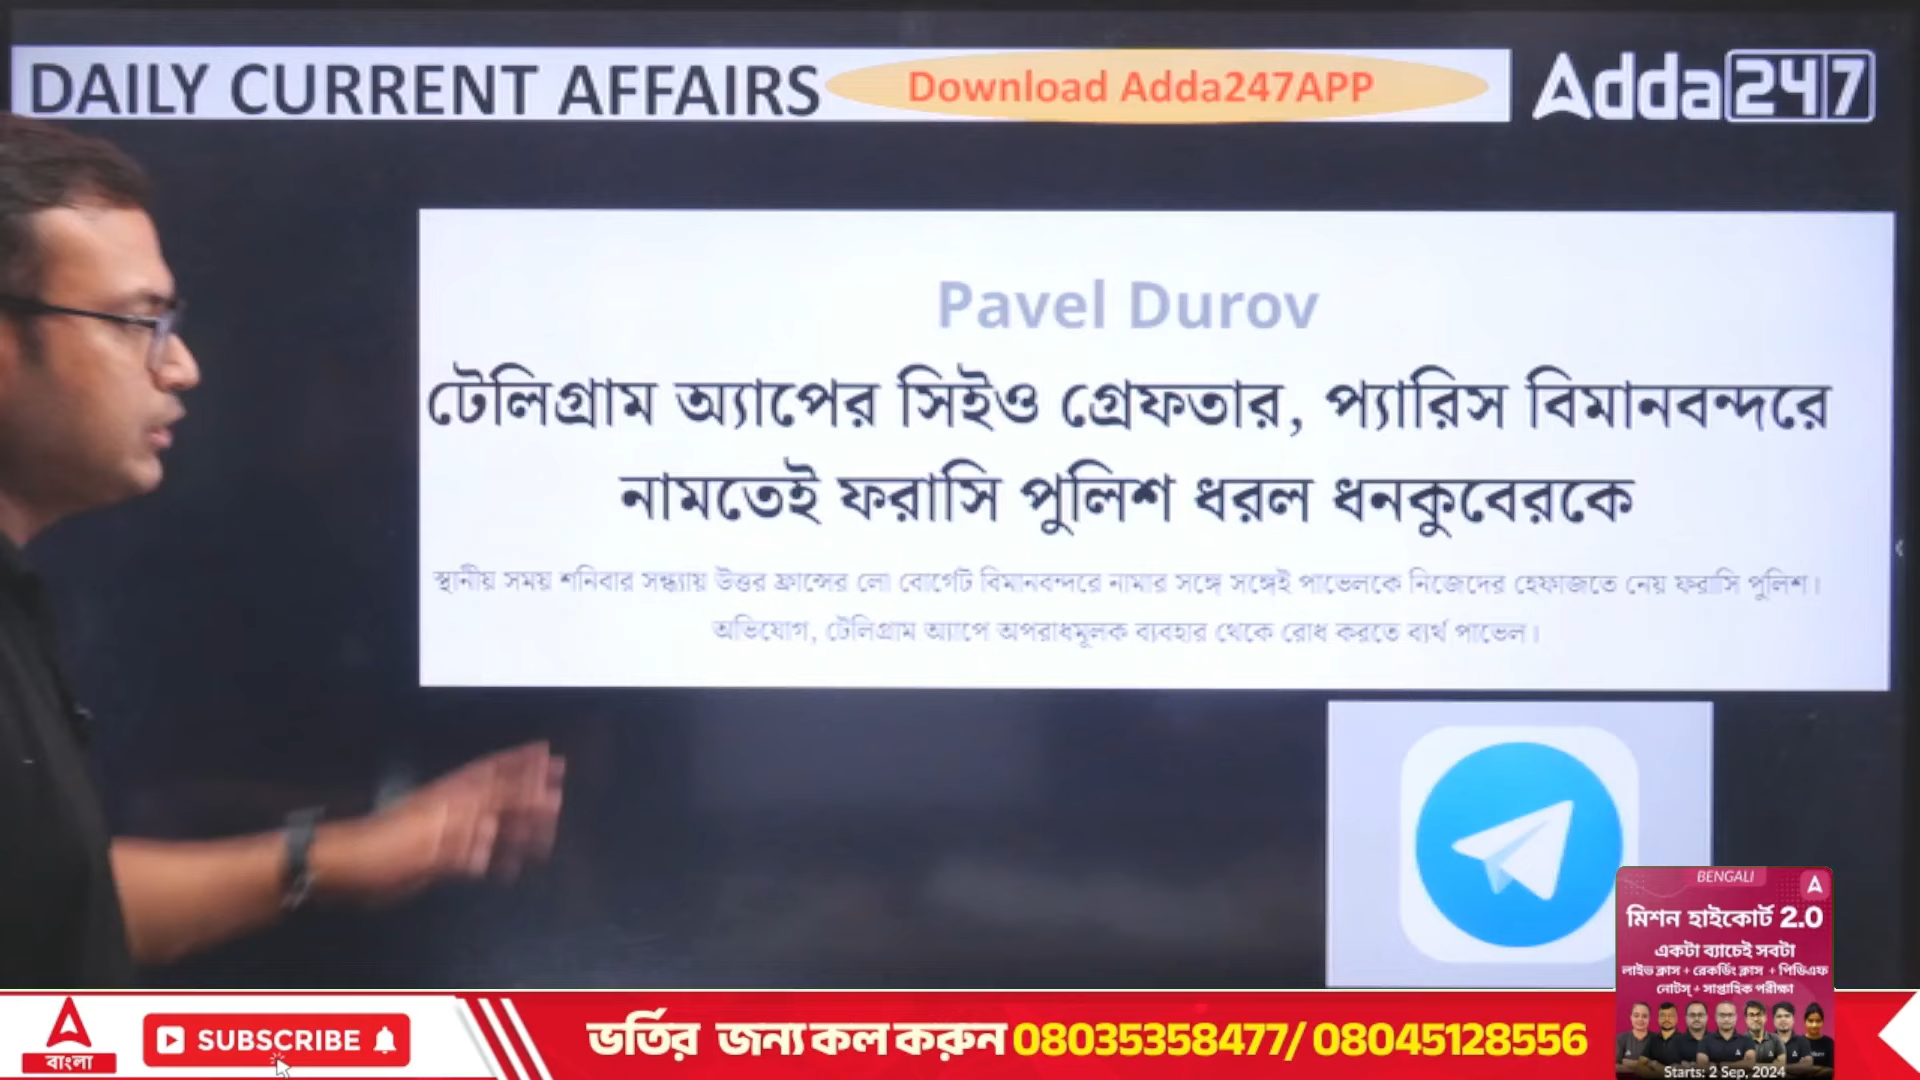 DAILY CURRENT AFFAIRS
Download Adda247APP
Adda247
Pavel Durov
টেলিগ্রাম অ্যাপের সিইও গ্রেফতার, প্যারিস বিমানবন্দরে
নামতেই ফরাসি পুলিশ ধরল ধনকুবেরকে
স্থানীয় সময় শনিবার সন্ধ্যায় উত্তর ফ্রান্সের লো বোর্গেট বিমানবন্দরে নামার সঙ্গে সঙ্গেই পাভেলকে নিজেদের হেফাজতে নেয় ফরাসি পুলিশ।
অভিযোগ, টেলিগ্রাম অ্যাপে অপরাধমূলক ব্যবহার থেকে রোধ করতে ব্যর্থ পাভেল।
BENGALI
মিশন হাইকোর্ট 2.0
একটা ব্যাচেই সবটা
লাইভ ক্লাস + রেকর্ডিং ক্লাস + পিডিএফ
নোটস্ + সাপ্তাহিক পরীক্ষা
Starts: 2 Sep, 2024
বাংলা
SUBSCRIBE
ভর্তির জন্য কল করুন 08035358477/ 08045128556